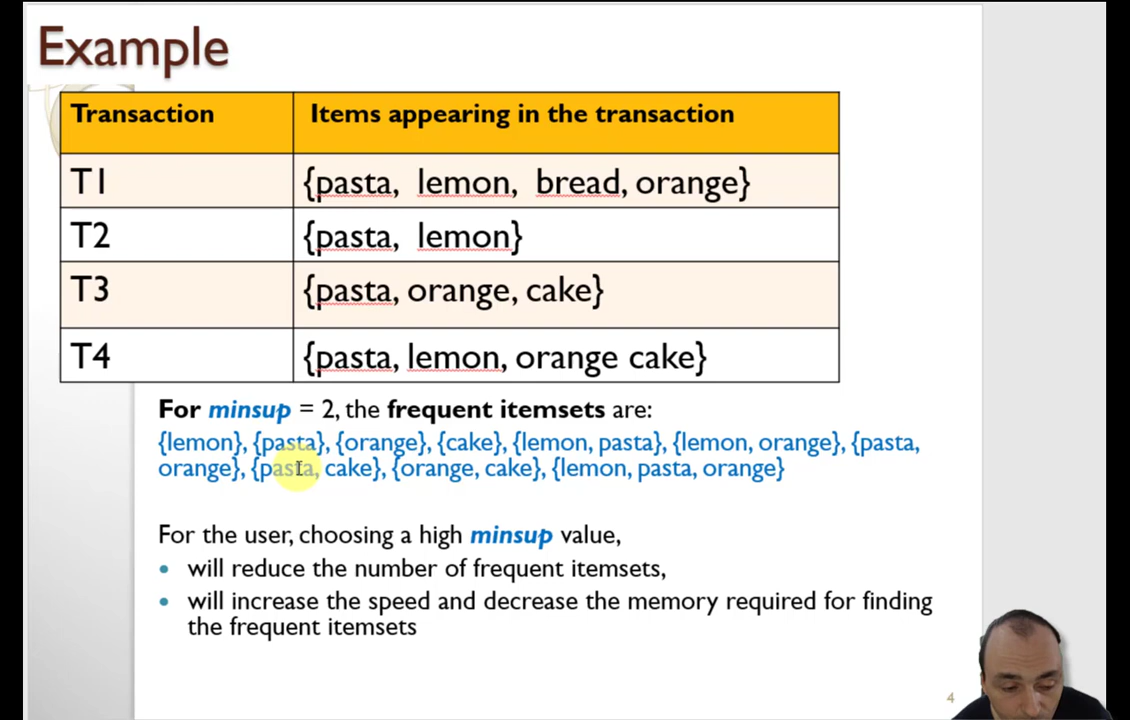 Example
Transaction Items appearing in the transaction
T1 {pasta, lemon, bread, orange}
T2 {pasta, lemon}
T3 {pasta, orange, cake}
T4 {pasta, lemon, orange cake}
For minsup = 2, the frequent itemsets are:
{lemon}, {pasta}, {orange}, {cake}, {lemon, pasta}, {lemon, orange}, {pasta,
orange}, {pasta, cake}, {orange, cake}, {lemon, pasta, orange}
For the user, choosing a high minsup value,
• will reduce the number of frequent itemsets,
• will increase the speed and decrease the memory required for finding
the frequent itemsets
4